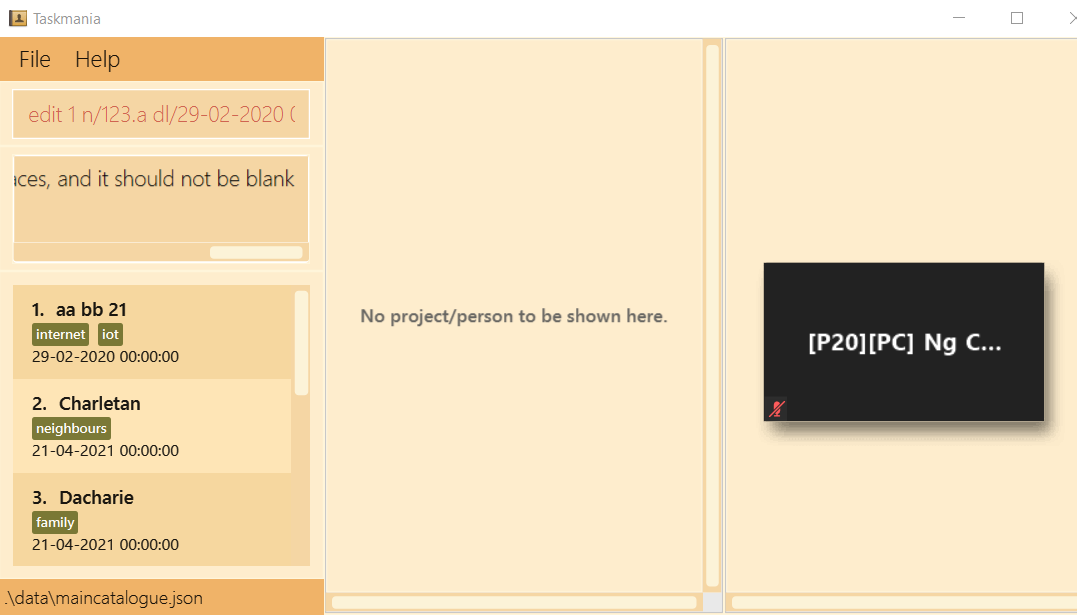 Taskmania
File Help
edit 1 n/123.a dl/29-02-2020
aces, and it should not be blank
1. aa bb 21
internet iot
29-02-2020 00:00:00
2. Charletan
neighbours
21-04-2021 00:00:00
3. Dacharie
family
21-04-2021 00:00:00
.\data\maincatalogue.json
No project/person to be shown here.
[P20][PC] Ng C...